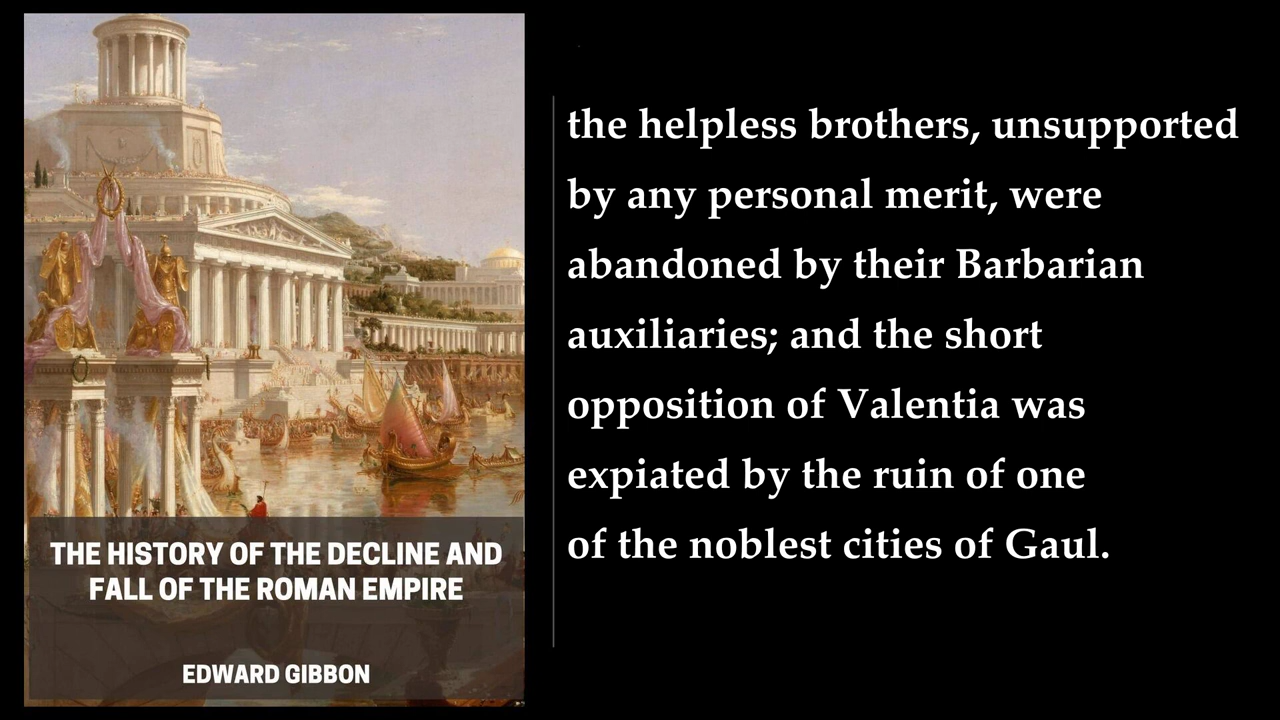 THE HISTORY OF THE DECLINE AND
FALL OF THE ROMAN EMPIRE
EDWARD GIBBON
the helpless brothers, unsupported
by any personal merit, were
abandoned by their Barbarian
auxiliaries; and the short
opposition of Valentia was
expiated by the ruin of one
of the noblest cities of Gaul.